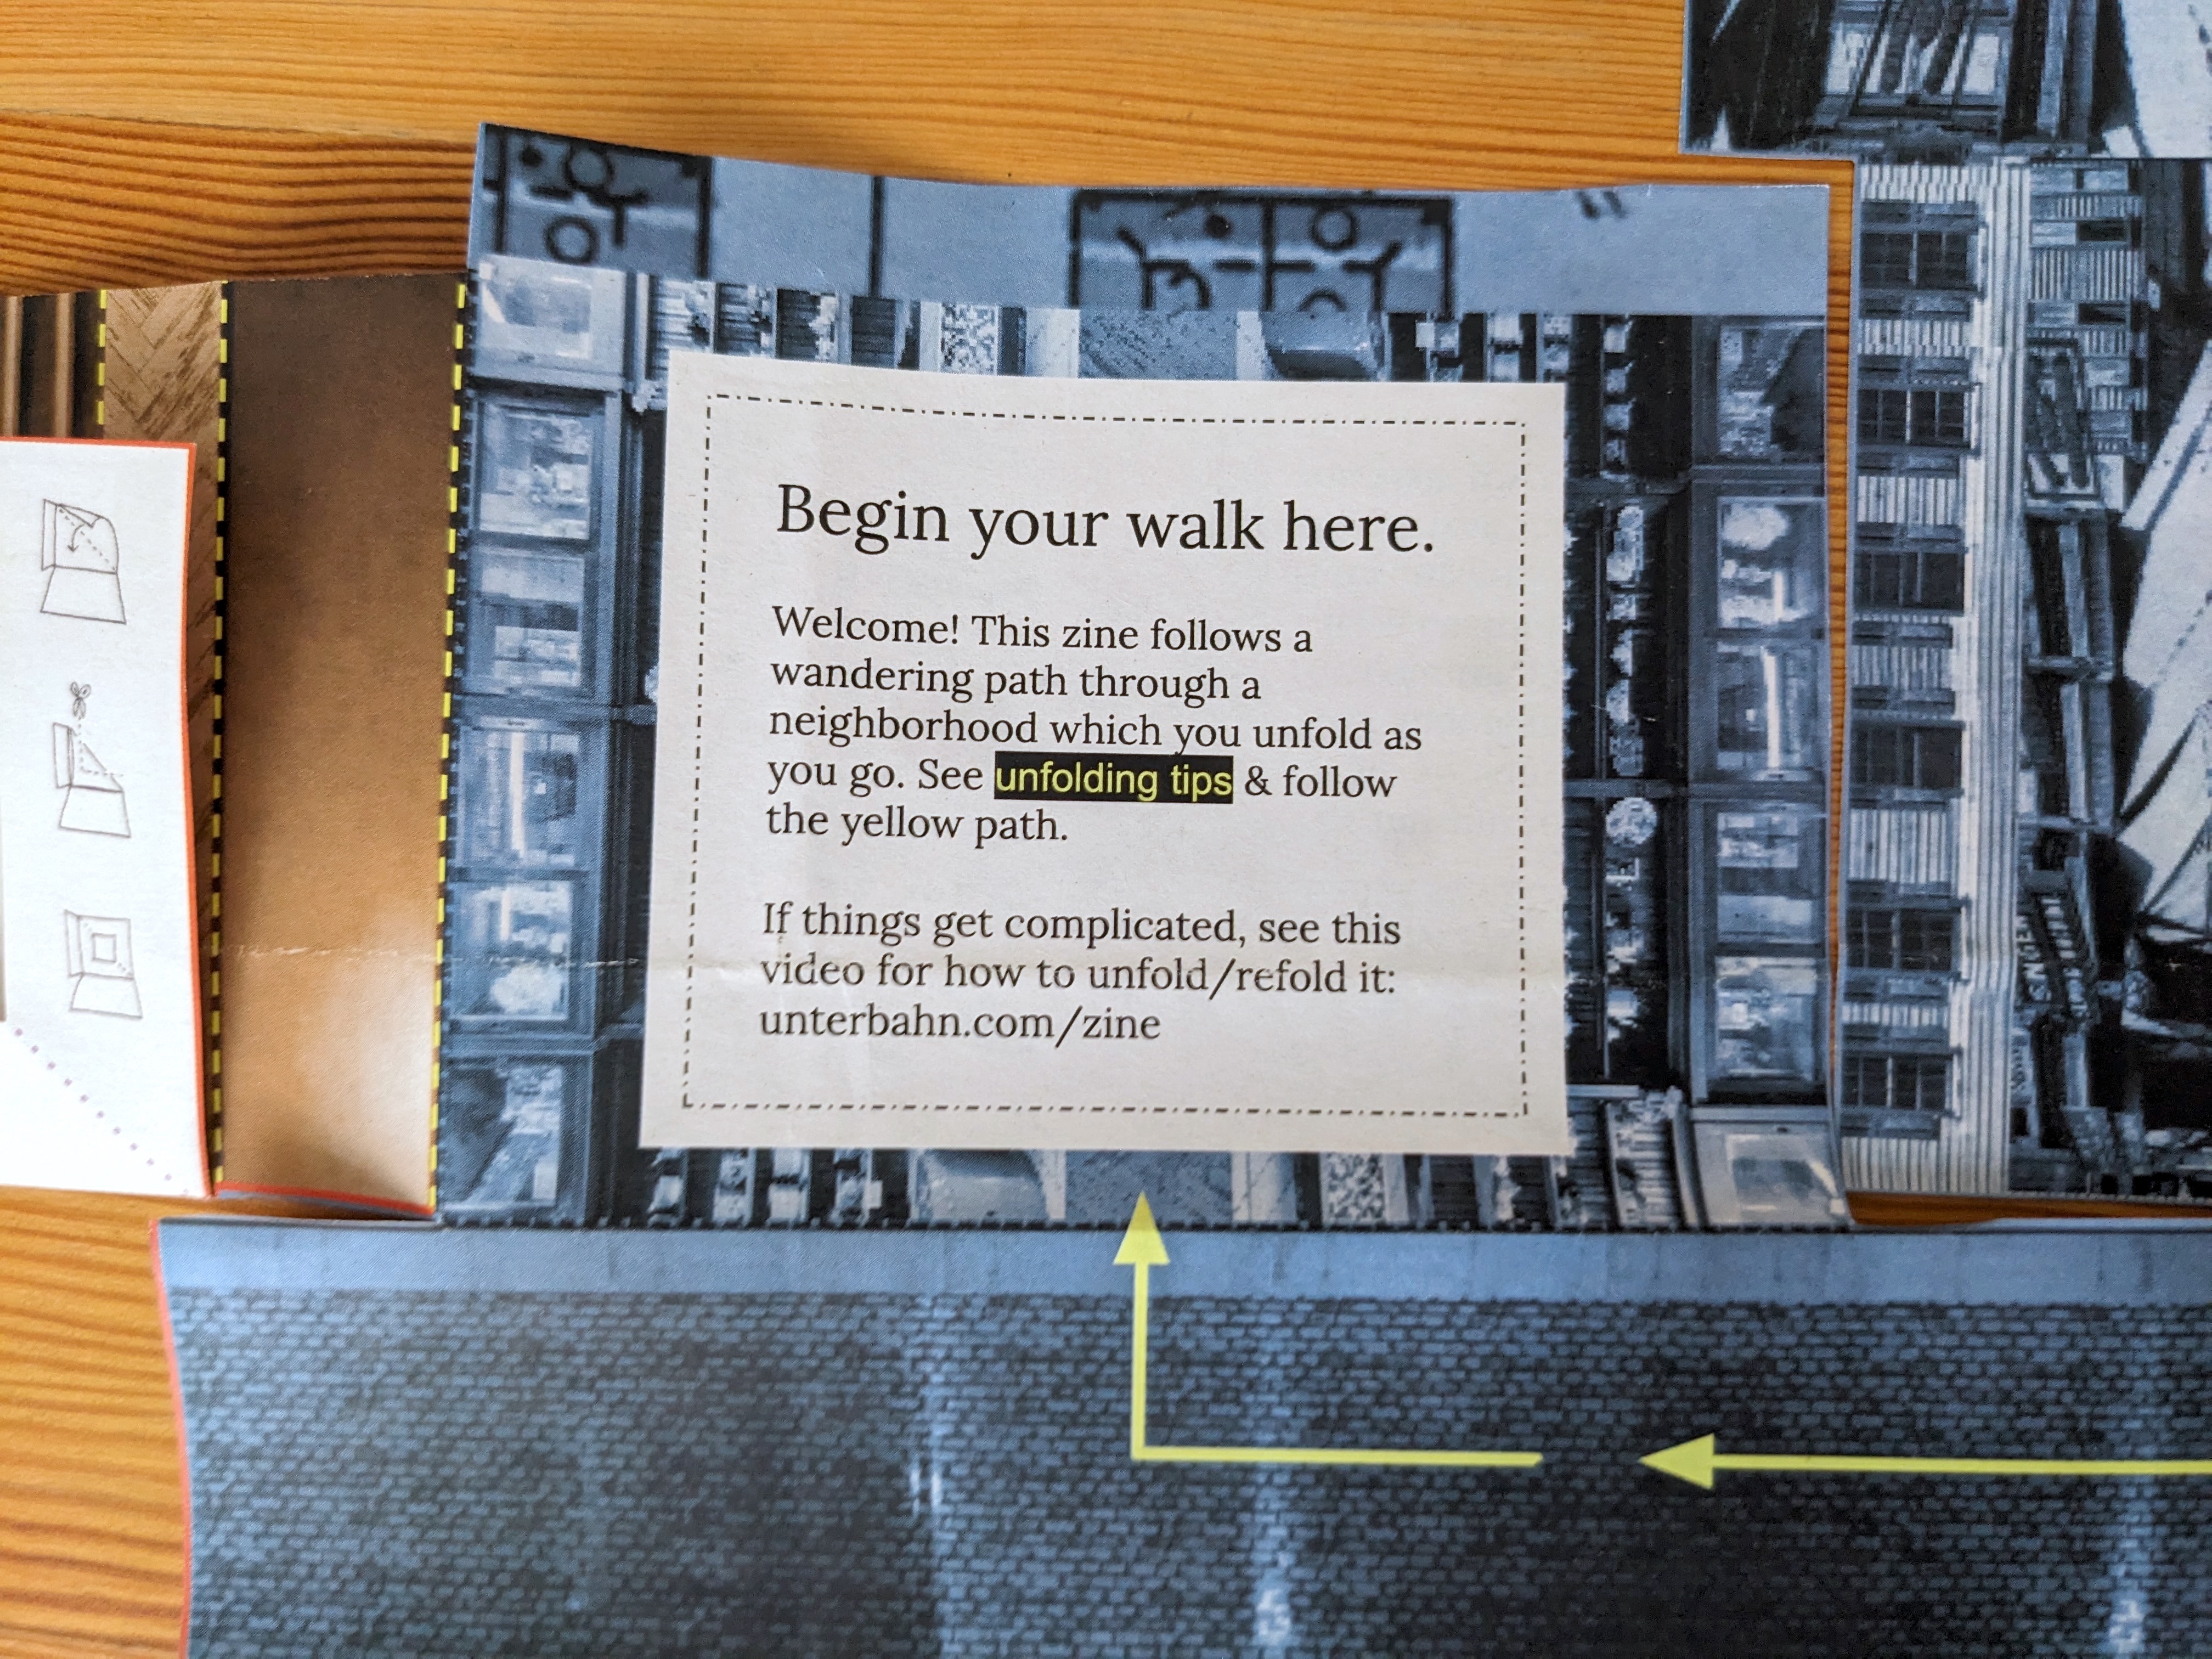 Begin your walk here.
Welcome! This zine follows a
wandering path through a
neighborhood which you unfold as
you go. See unfolding tips & follow
the yellow path.
If things get complicated, see this
video for how to unfold/refold it:
unterbahn.com/zine